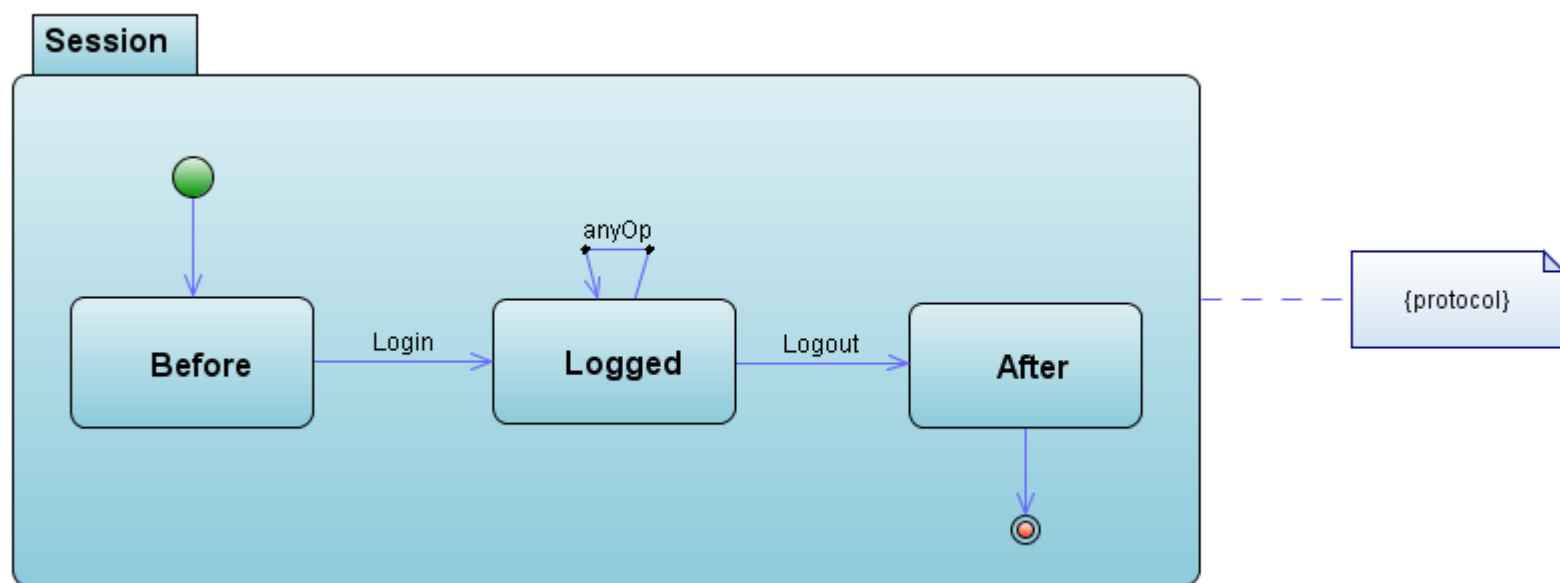 Session
anyOp
{protocol}
Login
Logout
Before
Logged
After